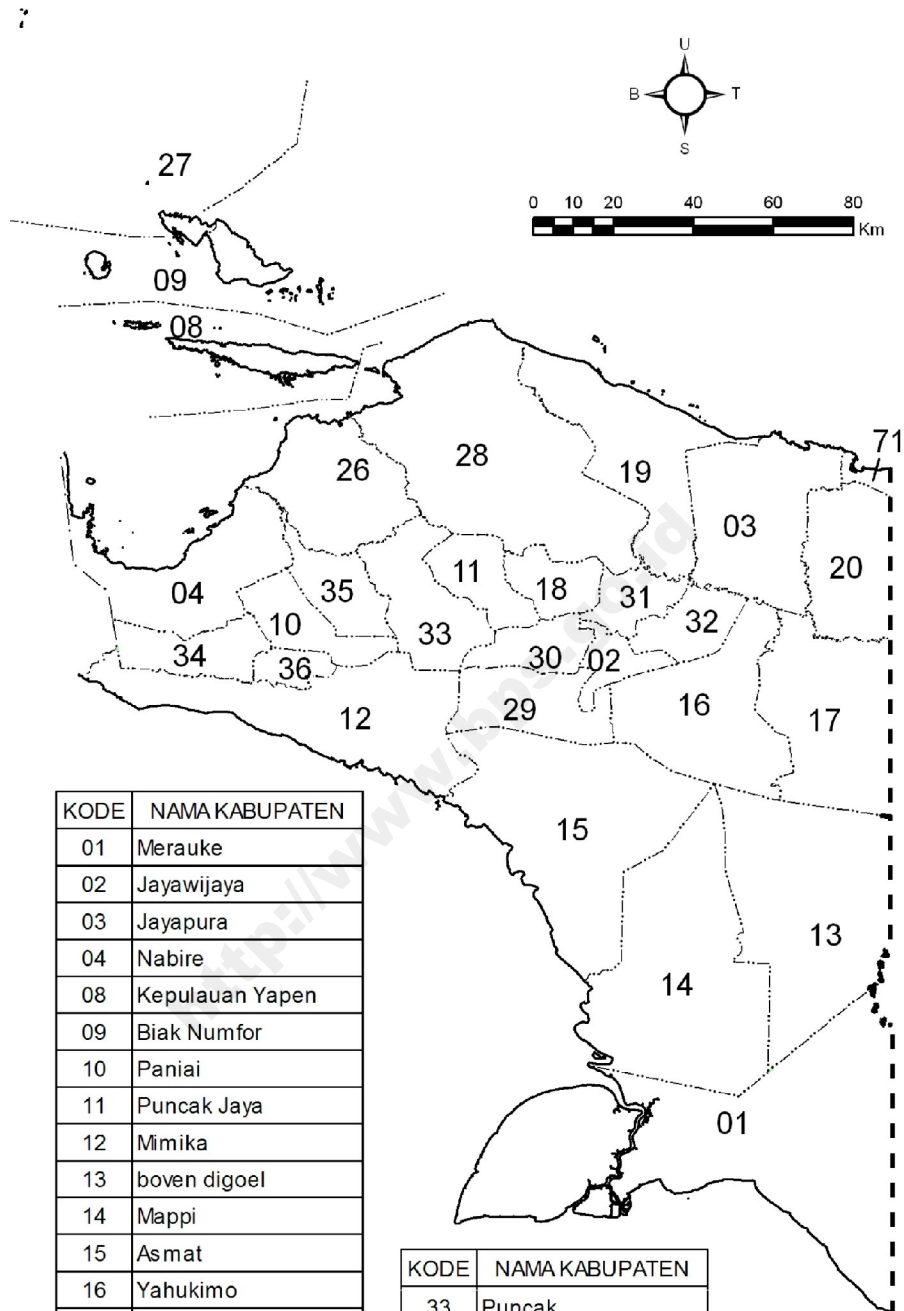 U
B T
S
0 10 20 40 60 80
Km
27
09
08
71
28
26
19
03
20
11
18
31
35
04
10
33
32
34
36
30
02
12
29
16
17
15
13
14
01
http://www.bps.go.id
KODE NAMA KABUPATEN
01 Merauke
02 Jayawijaya
03 Jayapura
04 Nabire
08 Kepulauan Yapen
09 Biak Numfor
10 Paniai
11 Puncak Jaya
12 Mimika
13 boven digoel
14 Mappi
15 Asmat
16 Yahukimo
KODE NAMA KABUPATEN
33 Puncak